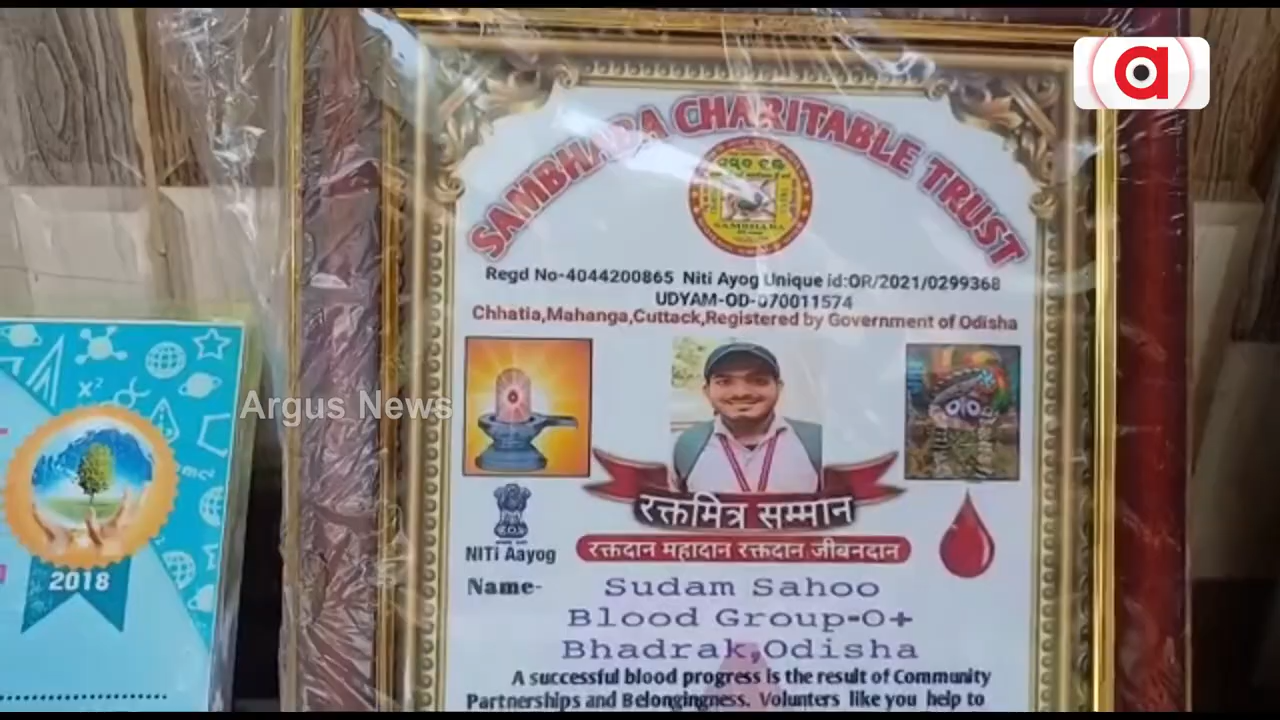 SAMBHABA CHARITABLE TRUST
SAMBHABA
Regd No-4044200865 Niti Ayog Unique id:OR/2021/0299368
UDYAM-OD-070011574
Chhatia,Mahanga,Cuttack,Registered by Government of Odisha
Argus News
रक्तमित्र सम्मान
NITi Aayog
रक्तदान महादान रक्तदान जीबनदान
Name- Sudam Sahoo
Blood Group-O+
Bhadrak,Odisha
A successful blood progress is the result of Community
Partnerships and Belongingness. Volunters like you help to
2018
x²
a